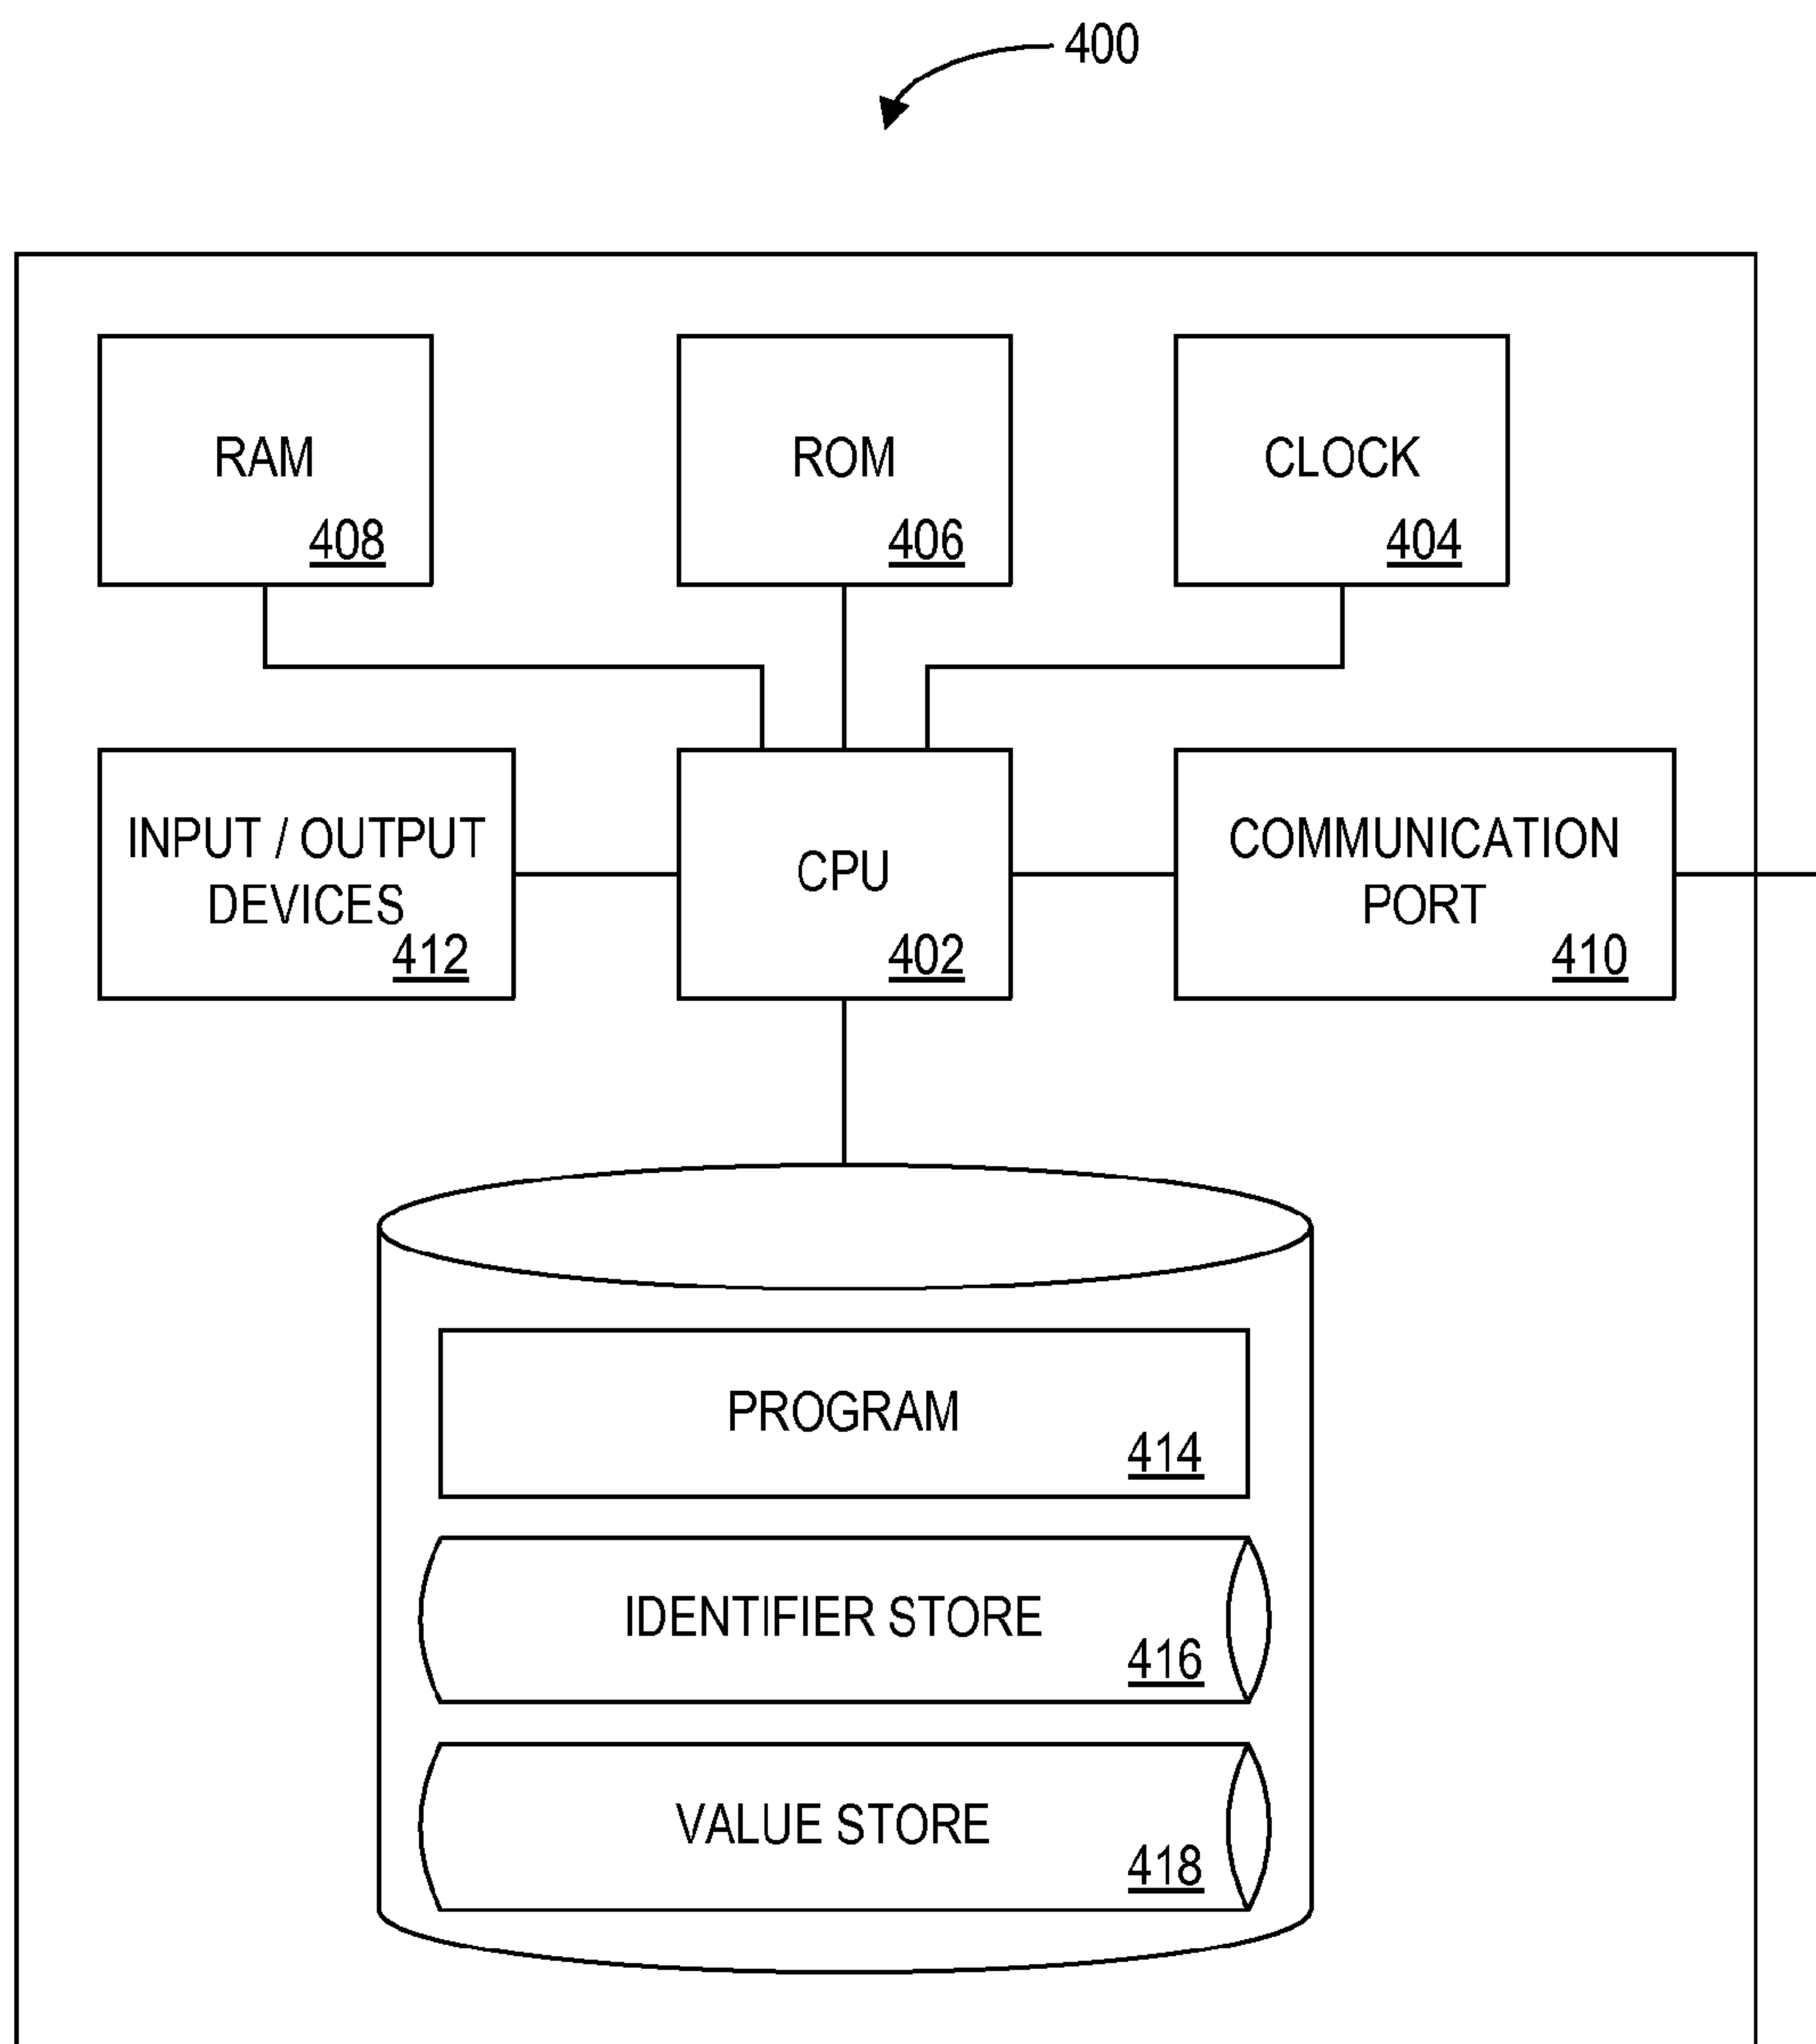 400
RAM
408
ROM
406
CLOCK
404
INPUT / OUTPUT
DEVICES
412
CPU
402
COMMUNICATION
PORT
410
PROGRAM
414
IDENTIFIER STORE
416
VALUE STORE
418